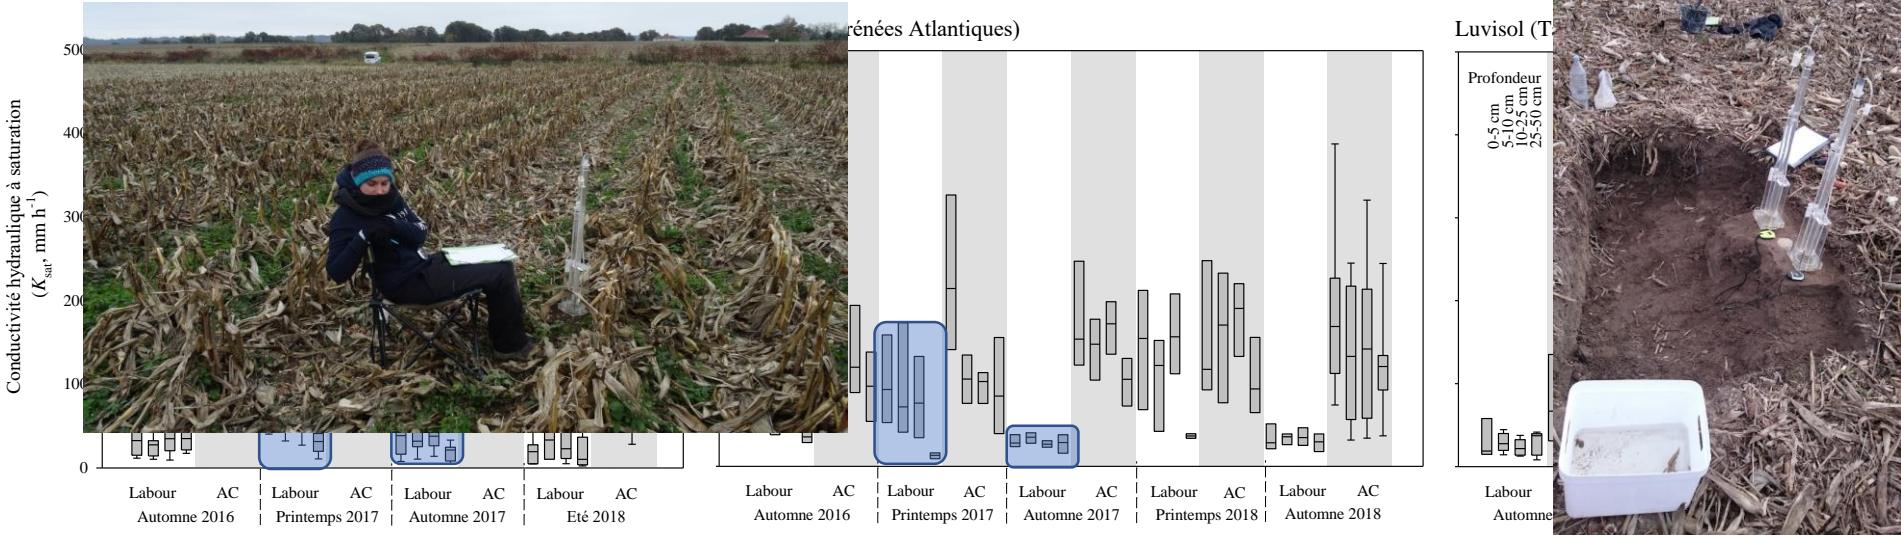 rénées Atlantiques)
Luvisol (T
Conductivité hydraulique à saturation
(Ksat, mm h-1)
500
400
300
200
100
0
Profondeur
0-5 cm
5-10 cm
10-25 cm
25-50 cm
Labour AC Labour AC Labour AC Labour AC
Automne 2016 Printemps 2017 Automne 2017 Eté 2018
Labour AC Labour AC Labour AC Labour AC Labour AC
Automne 2016 Printemps 2017 Automne 2017 Printemps 2018 Automne 2018
Labour
Automne